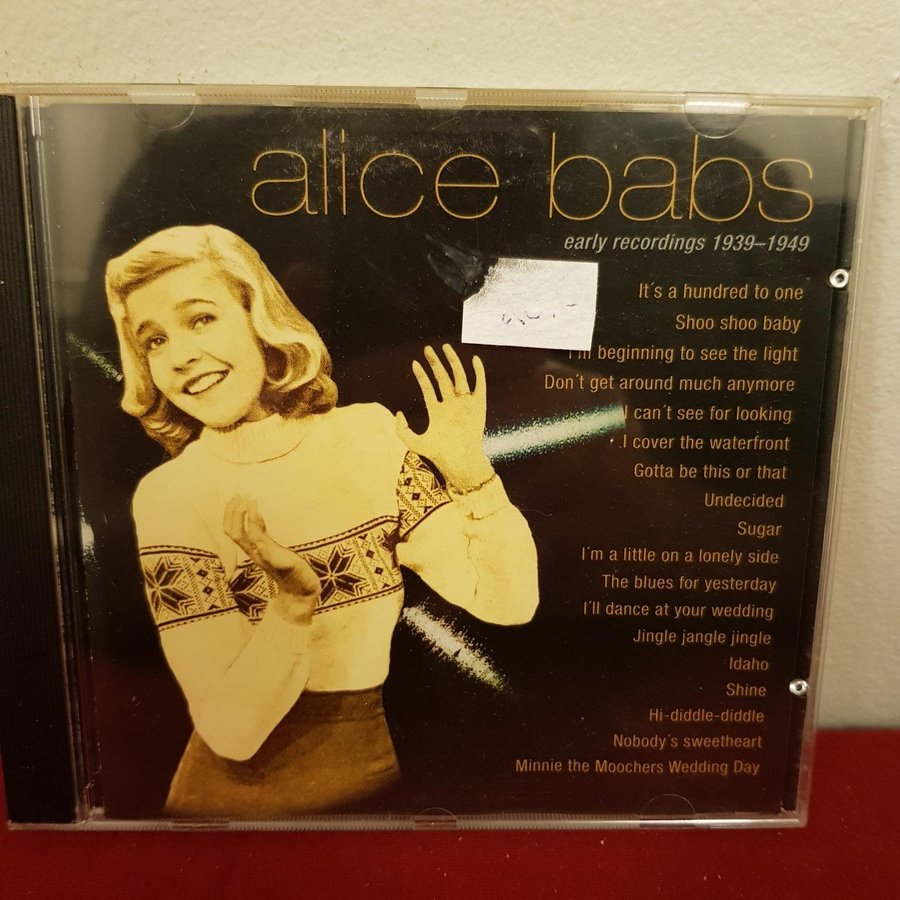 alice babs
early recordings 1939–1949
It´s a hundred to one
Shoo shoo baby
I'm beginning to see the light
Don´t get around much anymore
I can´t see for looking
I cover the waterfront
Gotta be this or that
Undecided
Sugar
I´m a little on a lonely side
The blues for yesterday
I´ll dance at your wedding
Jingle jangle jingle
Idaho
Shine
Hi-diddle-diddle
Nobody´s sweetheart
Minnie the Moochers Wedding Day